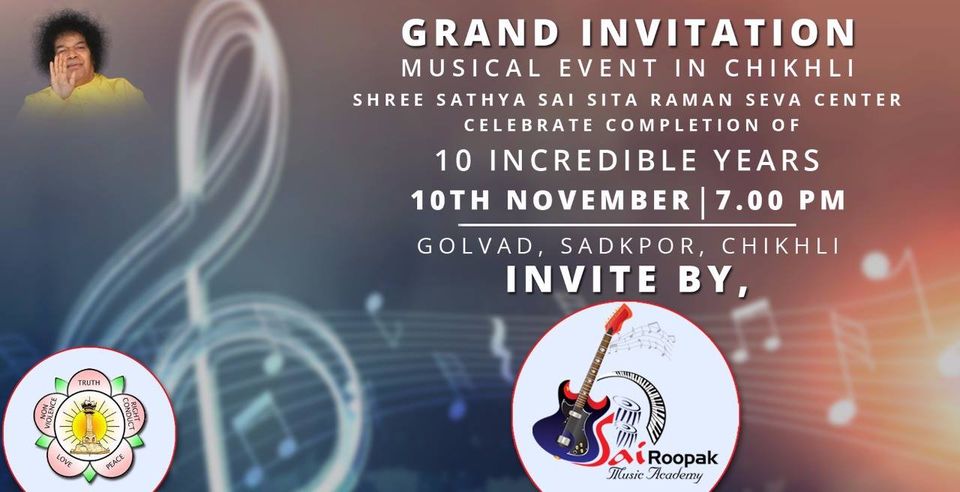 GRAND INVITATION
MUSICAL EVENT IN CHIKHLI
SHREE SATHYA SAI SITA RAMAN SEVA CENTER
CELEBRATE COMPLETION OF
10 INCREDIBLE YEARS
10TH NOVEMBER|7.00 PM
GOLVAD, SADKPOR, CHIKHLI
INVITE BY,
TRUTH
RIGHT
CONDUCT
PEACE
LOVE
NON
VIOLENCE
Sai Roopak
Music Academy